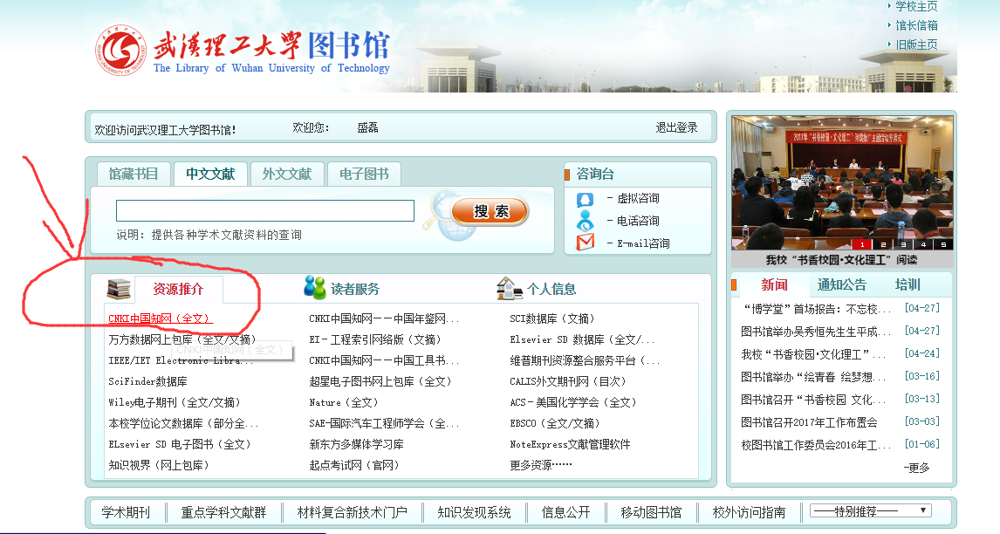 学校主页
馆长信箱
旧版主页
武漢理工大學图书馆
The Library of Wuhan University of Technology
欢迎访问武汉理工大学图书馆! 欢迎您: 盛磊 退出登录
馆藏书目 中文文献 外文文献 电子图书
搜 索
说明: 提供各种学术文献资料的查询
咨询台
- 虚拟咨询
- 电话咨询
- E-mail咨询
1 2 3 4 5
我校“书香校园·文化理工”阅读
资源推介 读者服务 个人信息
CNKI中国知网（全文） CNKI中国知网——中国年鉴网... SCI数据库（文摘）
万方数据网上包库（全文/文摘） EI－工程索引网络版（文摘） Elsevier SD 数据库（全文/...
CNKI中国知网（全文）
IEEE/IET Electronic Libra... CNKI中国知网——中国工具书... 维普期刊资源整合服务平台（...
SciFinder数据库 超星电子图书网上包库（全文） CALIS外文期刊网（目次）
Wiley电子期刊（全文/文摘） Nature（全文） ACS－美国化学学会（全文）
本校学位论文数据库（部分全... SAE-国际汽车工程师学会（全... EBSCO（全文/文摘）
ELsevier SD 电子图书（全文） 新东方多媒体学习库 NoteExpress文献管理软件
知识视界（网上包库） 起点考试网（官网） 更多资源……
新闻 通知公告 培训
“博学堂”首场报告：不忘校... [04-27]
图书馆举办吴秀恒先生生平成... [04-27]
我校“书香校园·文化理工”... [04-24]
图书馆举办“绘青春 绘梦想... [03-16]
图书馆召开“书香校园 文化... [03-13]
图书馆召开2017年工作布置会 [03-03]
校图书馆工作委员会2016年工... [01-06]
-更多
学术期刊 重点学科文献群 材料复合新技术门户 知识发现系统 信息公开 移动图书馆 校外访问指南 ——特别推荐——